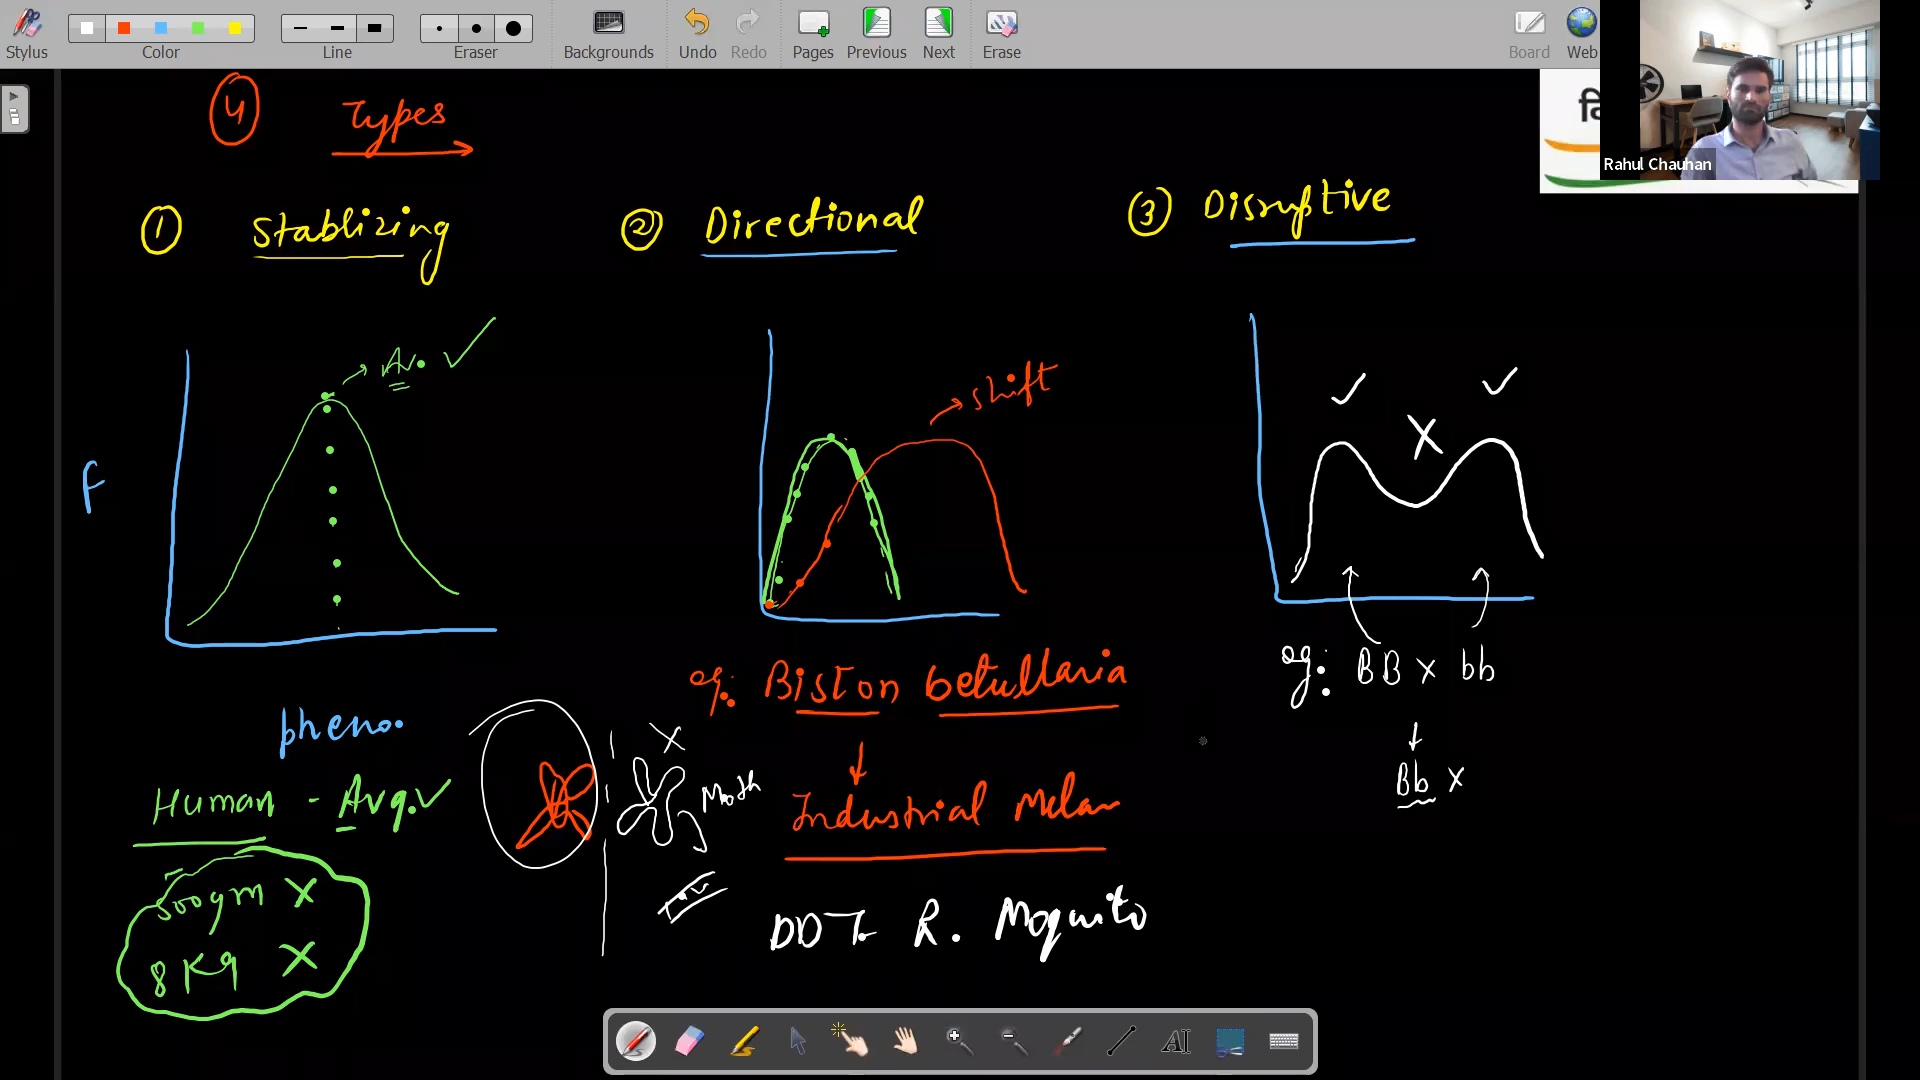 Stylus
Color
Line
Eraser
Backgrounds
Undo
Redo
Pages
Previous
Next
Erase
Board
Web
Rahul Chauhan
4 Types
① Stablizing
② Directional
③ Disruptive
Av.
shift
F
pheno.
Human - Avg.
500gm X
8 Kg X
X
Moth
eg: Biston betullaria
Industrial Melan
DDT R. Moquito
X
eg: BB x bb
Bb X
AI